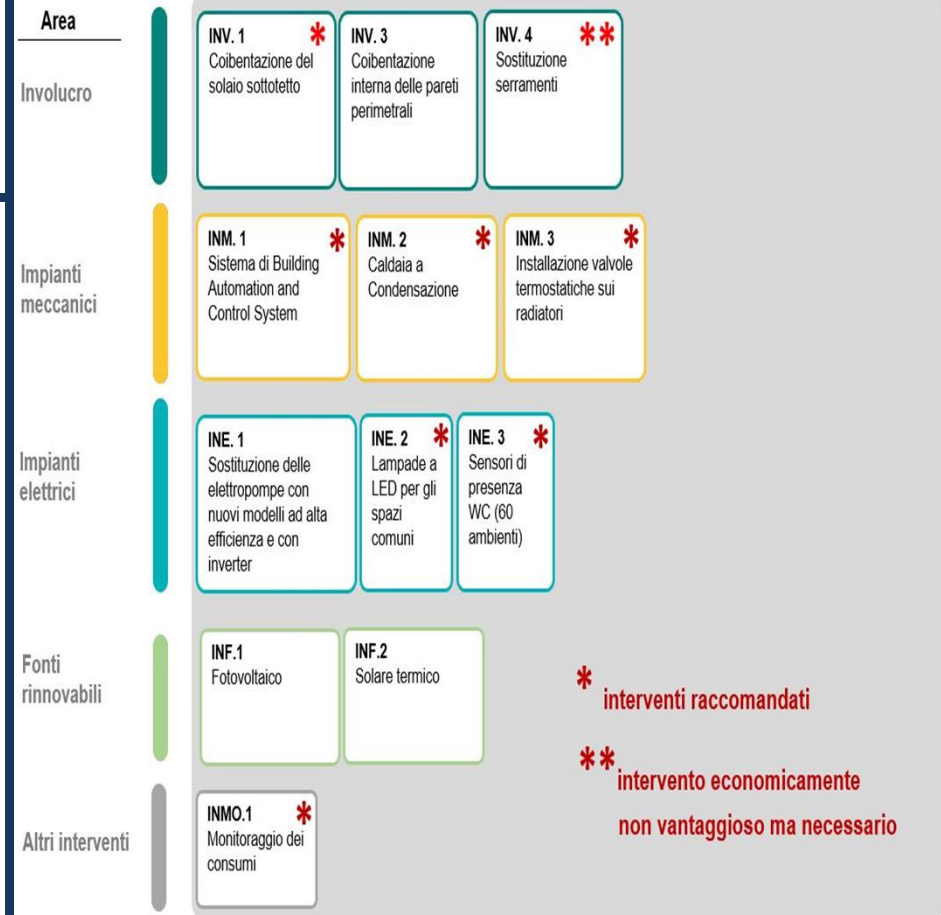 Area
Involucro
INV. 1 *
Coibentazione del
solaio sottotetto
INV. 3
Coibentazione
interna delle pareti
perimetrali
INV. 4 **
Sostituzione
serramenti
Impianti
meccanici
INM. 1 *
Sistema di Building
Automation and
Control System
INM. 2 *
Caldaia a
Condensazione
INM. 3 *
Installazione valvole
termostatiche sui
radiatori
Impianti
elettrici
INE. 1
Sostituzione delle
elettropompe con
nuovi modelli ad alta
efficienza e con
inverter
INE. 2 *
Lampade a
LED per gli
spazi
comuni
INE. 3 *
Sensori di
presenza
WC (60
ambienti)
Fonti
rinnovabili
INF.1
Fotovoltaico
INF.2
Solare termico
* interventi raccomandati
** intervento economicamente
non vantaggioso ma necessario
Altri interventi
INMO.1 *
Monitoraggio dei
consumi